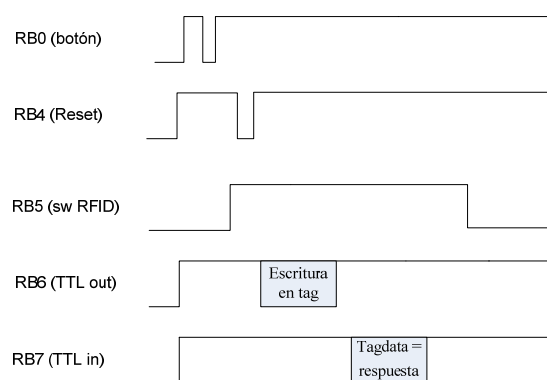 RB0 (botón)
RB4 (Reset)
RB5 (sw RFID)
RB6 (TTL out)
Escritura
en tag
RB7 (TTL in)
Tagdata =
respuesta